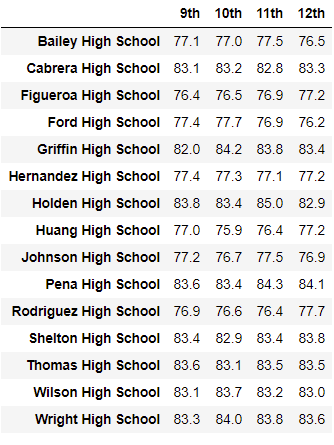 9th 10th 11th 12th
Bailey High School 77.1 77.0 77.5 76.5
Cabrera High School 83.1 83.2 82.8 83.3
Figueroa High School 76.4 76.5 76.9 77.2
Ford High School 77.4 77.7 76.9 76.2
Griffin High School 82.0 84.2 83.8 83.4
Hernandez High School 77.4 77.3 77.1 77.2
Holden High School 83.8 83.4 85.0 82.9
Huang High School 77.0 75.9 76.4 77.2
Johnson High School 77.2 76.7 77.5 76.9
Pena High School 83.6 83.4 84.3 84.1
Rodriguez High School 76.9 76.6 76.4 77.7
Shelton High School 83.4 82.9 83.4 83.8
Thomas High School 83.6 83.1 83.5 83.5
Wilson High School 83.1 83.7 83.2 83.0
Wright High School 83.3 84.0 83.8 83.6